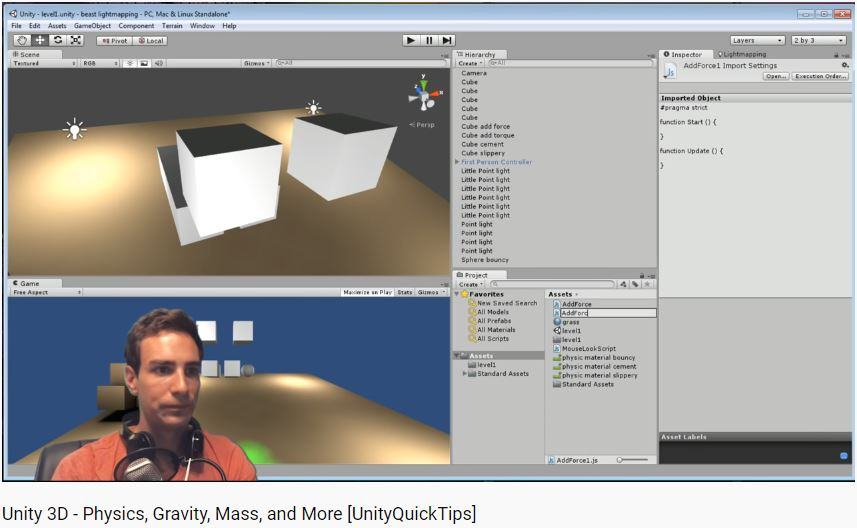 Unity - level1.unity - beast lightmapping - PC, Mac & Linux Standalone*
File Edit Assets GameObject Component Terrain Window Help
Pivot Local Layers 2 by 3
Scene
Textured RGB Gizmos All
y
x
z
Persp
Game
Free Aspect Maximize on Play Stats Gizmos
Hierarchy
Create All
Camera
Cube
Cube
Cube
Cube
Cube
Cube add force
Cube add torque
Cube cement
Cube slippery
First Person Controller
Little Point light
Little Point light
Little Point light
Little Point light
Little Point light
Little Point light
Point light
Point light
Point light
Point light
Sphere bouncy
Project
Create
Favorites
New Saved Search
All Models
All Prefabs
All Materials
All Scripts
Assets
level1
Standard Assets
Assets
AddForce
AddForc
grass
level1
level1
MouseLookScript
physic material bouncy
physic material cement
physic material slippery
Standard Assets
AddForce1.js
Inspector Lightmapping
AddForce1 Import Settings
Js
Open... Execution Order...
Imported Object
#pragma strict
function Start () {
}
function Update () {
}
Asset Labels
Unity 3D - Physics, Gravity, Mass, and More [UnityQuickTips]